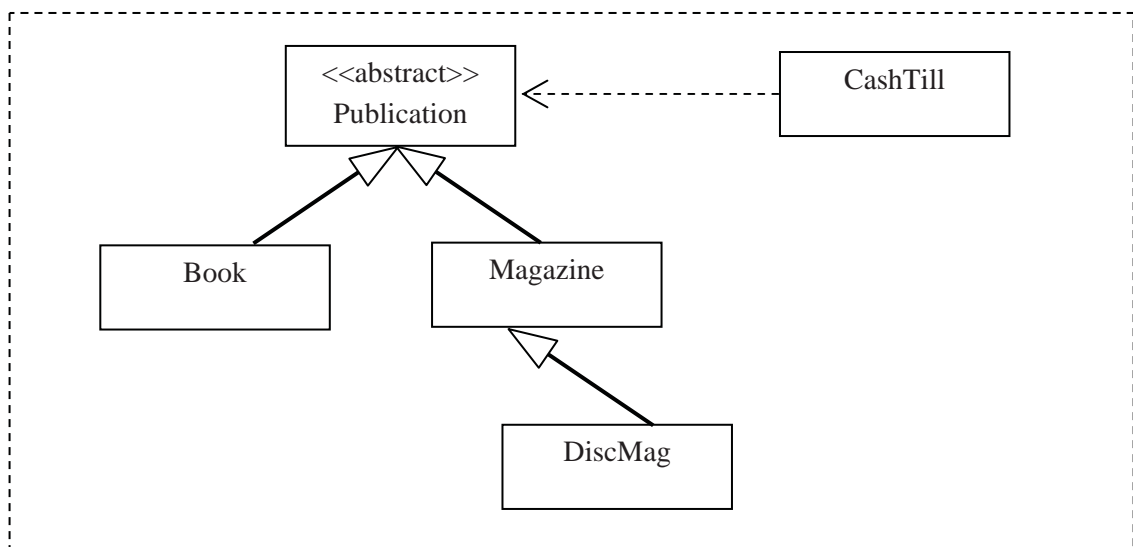 <<abstract>>
Publication
CashTill
Book
Magazine
DiscMag